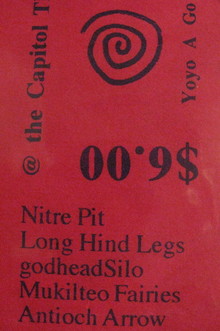 @ the Capitol T
Yoyo A Go
$6.00
Nitre Pit
Long Hind Legs
godheadSilo
Mukilteo Fairies
Antioch Arrow